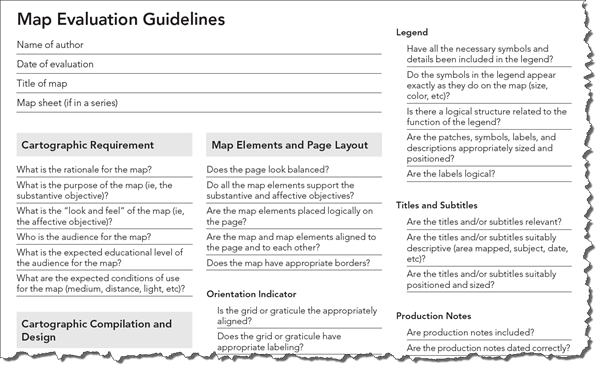 Map Evaluation Guidelines
Name of author
Date of evaluation
Title of map
Map sheet (if in a series)
Cartographic Requirement
What is the rationale for the map?
What is the purpose of the map (ie, the
substantive objective)?
What is the "look and feel" of the map (ie,
the affective objective)?
Who is the audience for the map?
What is the expected educational level of
the audience for the map?
What are the expected conditions of use
for the map (medium, distance, light, etc)?
Cartographic Compilation and
Design
Map Elements and Page Layout
Does the page look balanced?
Do all the map elements support the
substantive and affective objectives?
Are the map elements placed logically on
the page?
Are the map and map elements aligned to
the page and to each other?
Does the map have appropriate borders?
Orientation Indicator
Is the grid or graticule the appropriately
aligned?
Does the grid or graticule have
appropriate labeling?
Legend
Have all the necessary symbols and
details been included in the legend?
Do the symbols in the legend appear
exactly as they do on the map (size,
color, etc)?
Is there a logical structure related to the
function of the legend?
Are the patches, symbols, labels, and
descriptions appropriately sized and
positioned?
Are the labels logical?
Titles and Subtitles
Are the titles and/or subtitles relevant?
Are the titles and/or subtitles suitably
descriptive (area mapped, subject, date,
etc)?
Are the titles and/or subtitles suitably
positioned and sized?
Production Notes
Are production notes included?
Are the production notes dated correctly?